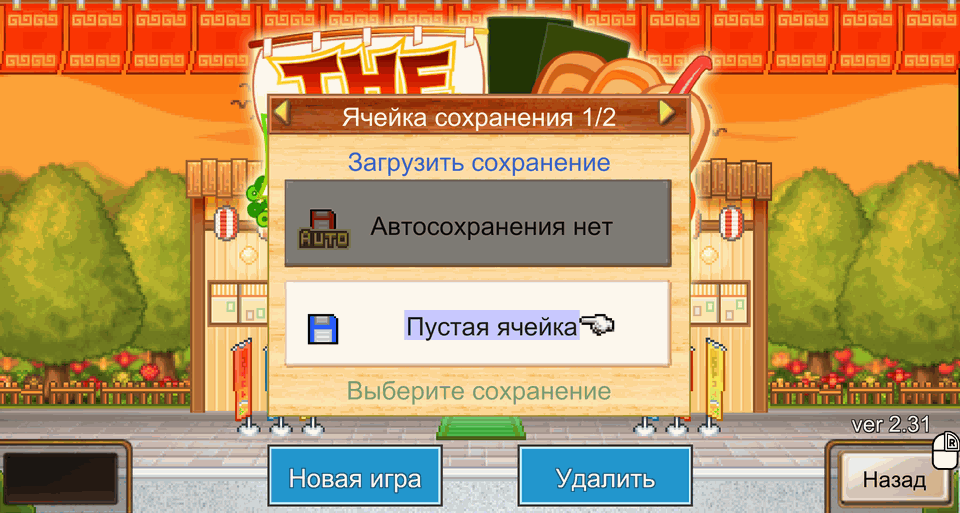 THE
Ячейка сохранения 1/2
Загрузить сохранение
AUTO
Автосохранения нет
Пустая ячейка
Выберите сохранение
ver 2.31
R
Новая игра
Удалить
Назад